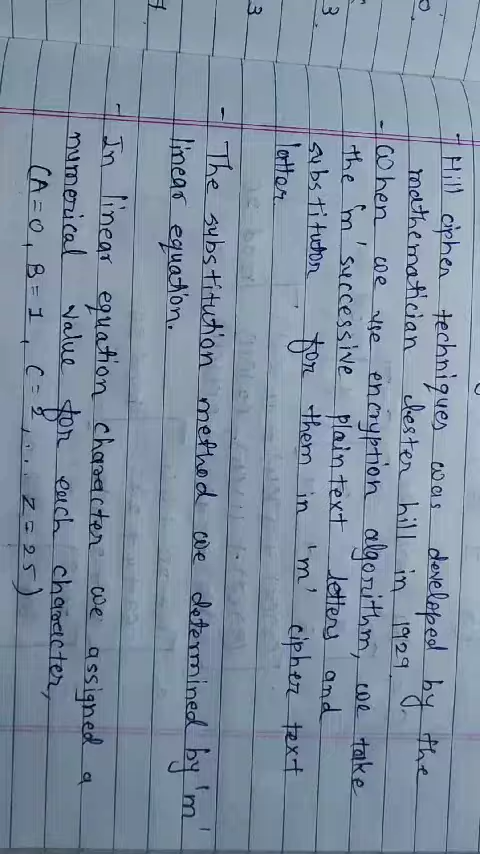 - Hill cipher techniques was developed by the
mathematician lester hill in 1929.
- When we use encryption algorithm, we take
the 'm' successive plaintext letters and
substitutor for them in 'm' cipher text
latter.
- The substitution method we determined by 'm'
linear equation.
- In linear equation character we assigned a
numerical value for each character,
(A=0, B=1, C=2, ... Z=25)